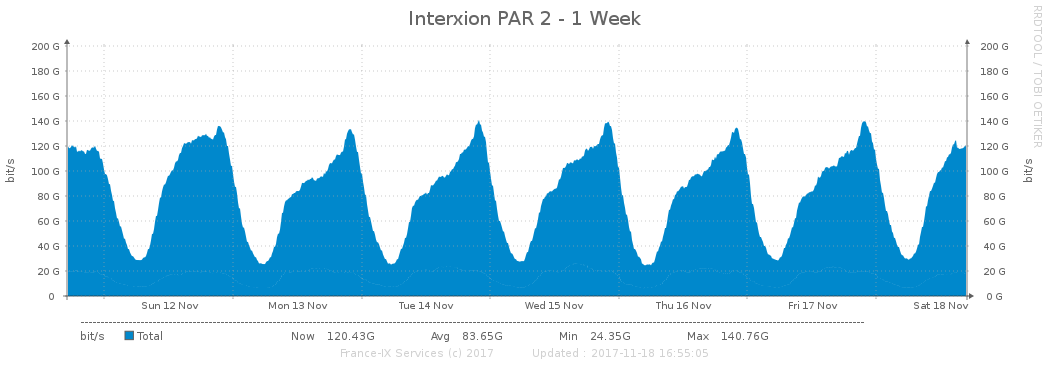 Interxion PAR 2 - 1 Week
RRDTOOL / TOBI OETIKER
bit/s
200 G
180 G
160 G
140 G
120 G
100 G
80 G
60 G
40 G
20 G
0
200 G
180 G
160 G
140 G
120 G
100 G
80 G
60 G
40 G
20 G
0 G
bit/s
Sun 12 Nov Mon 13 Nov Tue 14 Nov Wed 15 Nov Thu 16 Nov Fri 17 Nov Sat 18 Nov
bit/s Total Now 120.43G Avg 83.65G Min 24.35G Max 140.76G
France-IX Services (c) 2017 Updated : 2017-11-18 16:55:05